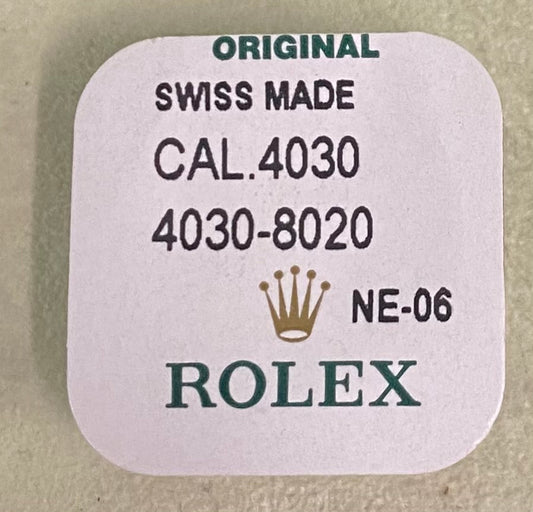 ORIGINAL
SWISS MADE
CAL.4030
4030-8020
NE-06
ROLEX